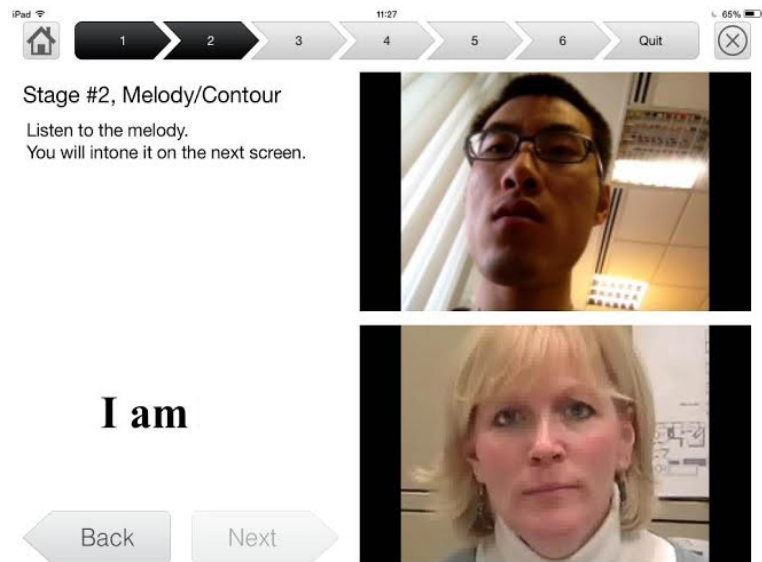 iPad 11:27 65%
1 2 3 4 5 6 Quit
Stage #2, Melody/Contour
Listen to the melody.
You will intone it on the next screen.
I am
Back Next